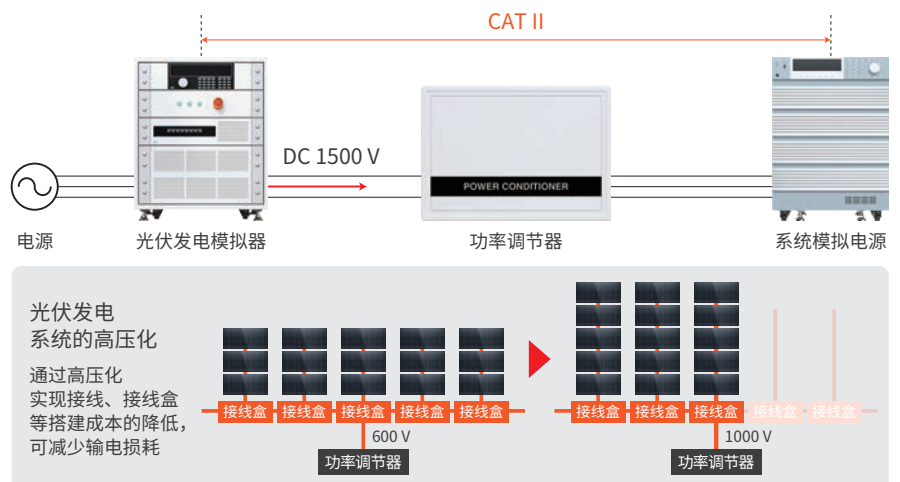 CAT II
DC 1500 V
POWER CONDITIONER
电源
光伏发电模拟器
功率调节器
系统模拟电源
光伏发电
系统的高压化
通过高压化
实现接线、接线盒
等搭建成本的降低，
可减少输电损耗
接线盒 接线盒 接线盒 接线盒 接线盒
600 V
功率调节器
接线盒 接线盒 接线盒 接线盒 接线盒
1000 V
功率调节器